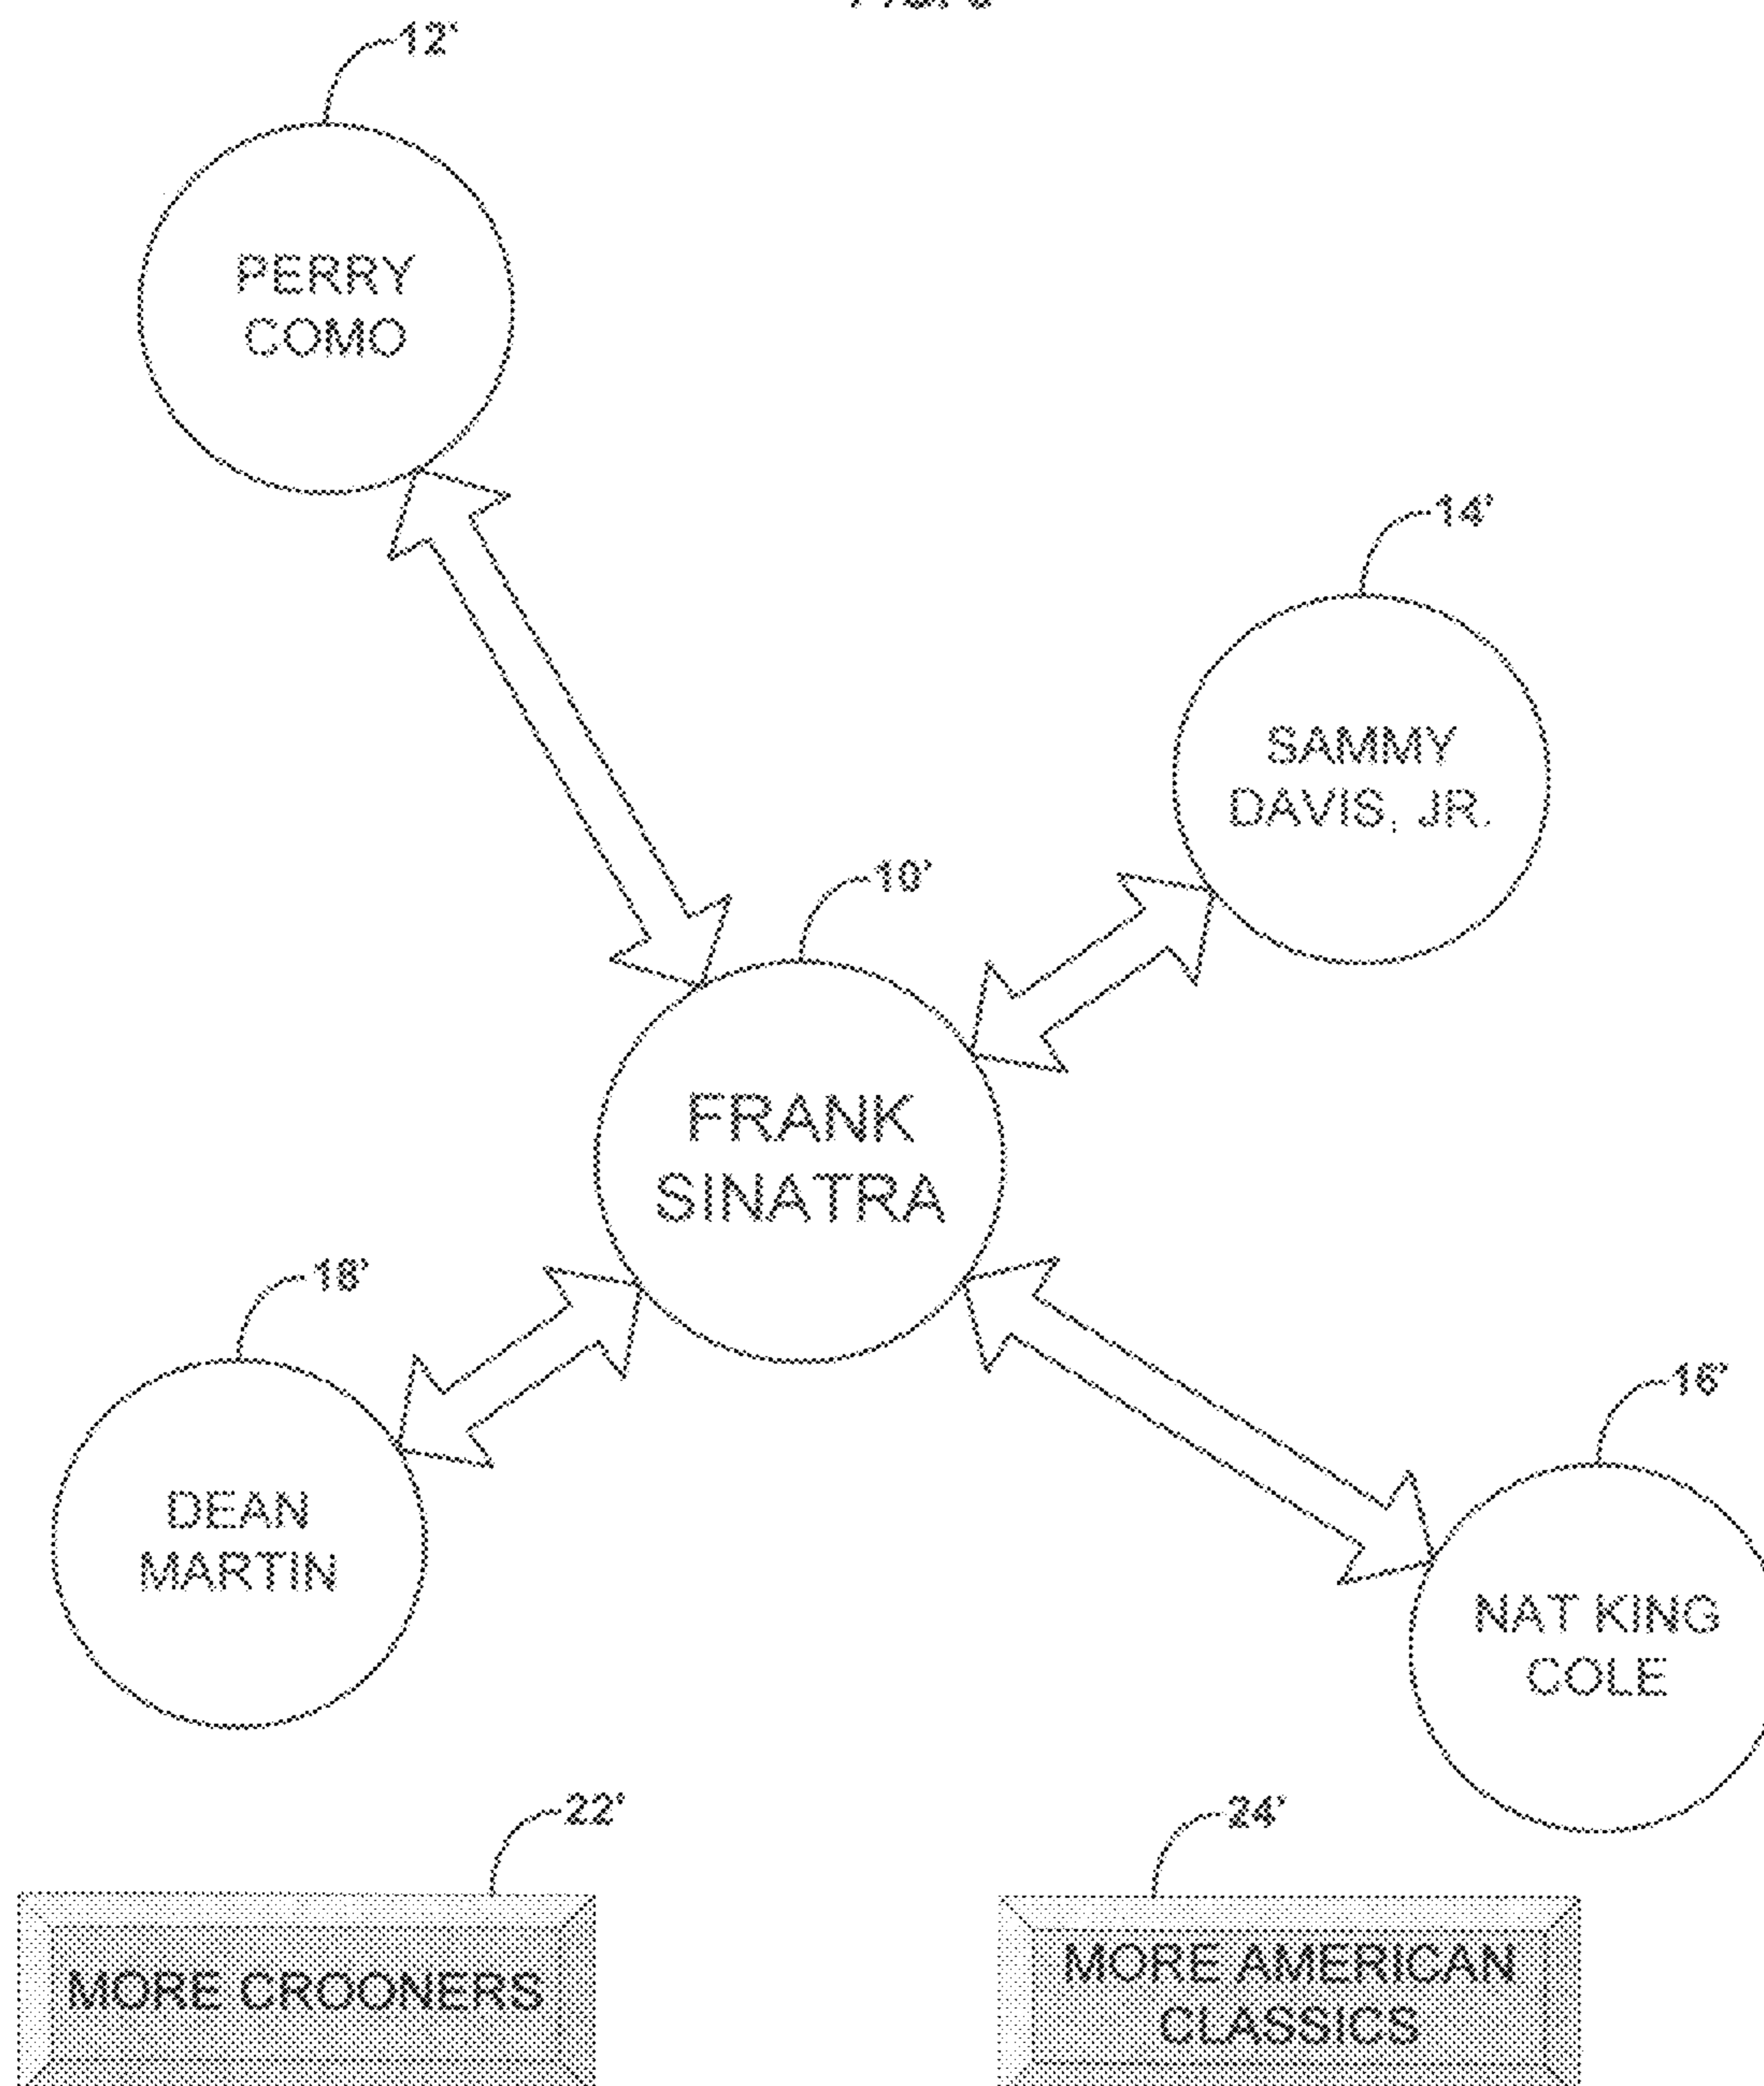 12'
PERRY
COMO
14'
SAMMY
DAVIS, JR.
10'
FRANK
SINATRA
18'
DEAN
MARTIN
16'
NAT KING
COLE
22'
24'
MORE CROONERS
MORE AMERICAN
CLASSICS